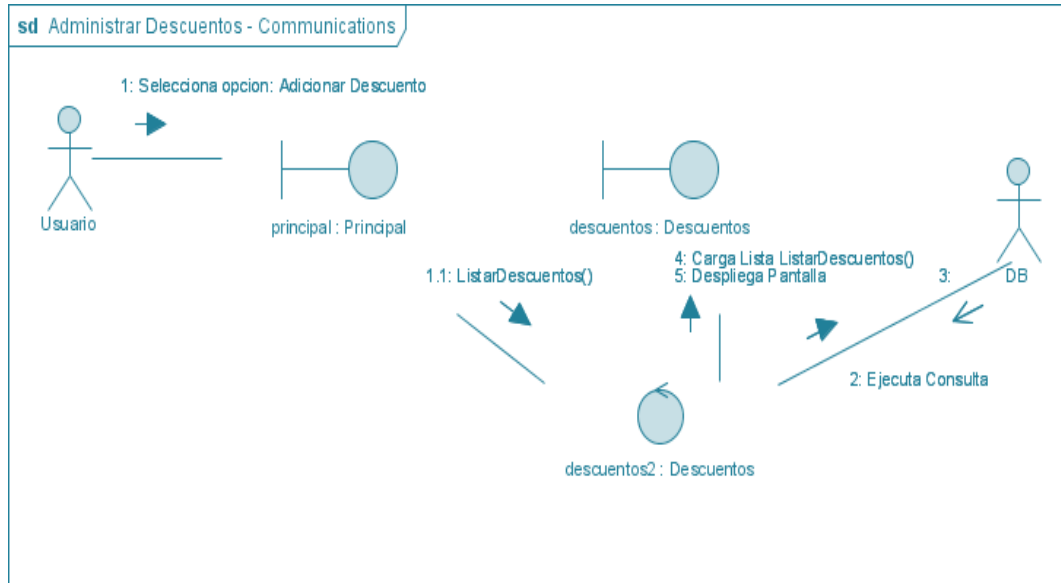 sd Administrar Descuentos - Communications
1: Selecciona opcion: Adicionar Descuento
Usuario
principal : Principal
descuentos : Descuentos
4: Carga Lista ListarDescuentos()
1.1: ListarDescuentos()
5: Despliega Pantalla
3:
DB
2: Ejecuta Consulta
descuentos2 : Descuentos